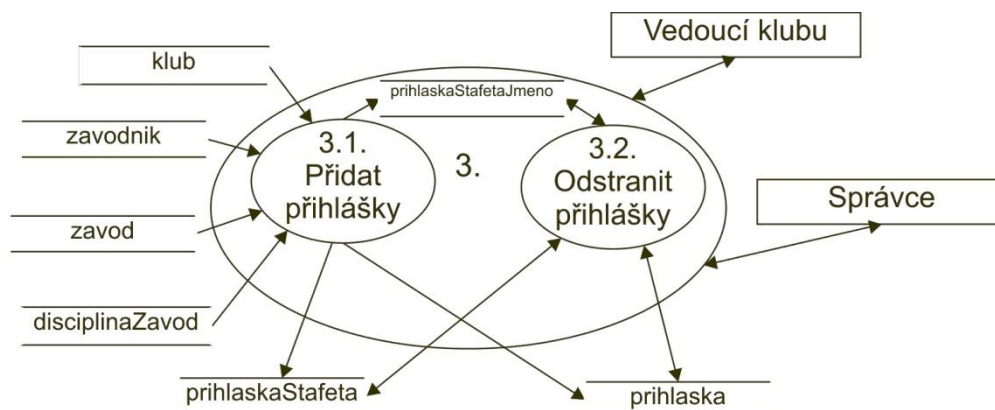 Vedoucí klubu
klub
prihlaskaStafetaJmeno
zavodnik
3.1.
Přidat
přihlášky
3.
3.2.
Odstranit
přihlášky
Správce
zavod
disciplinaZavod
prihlaskaStafeta
prihlaska